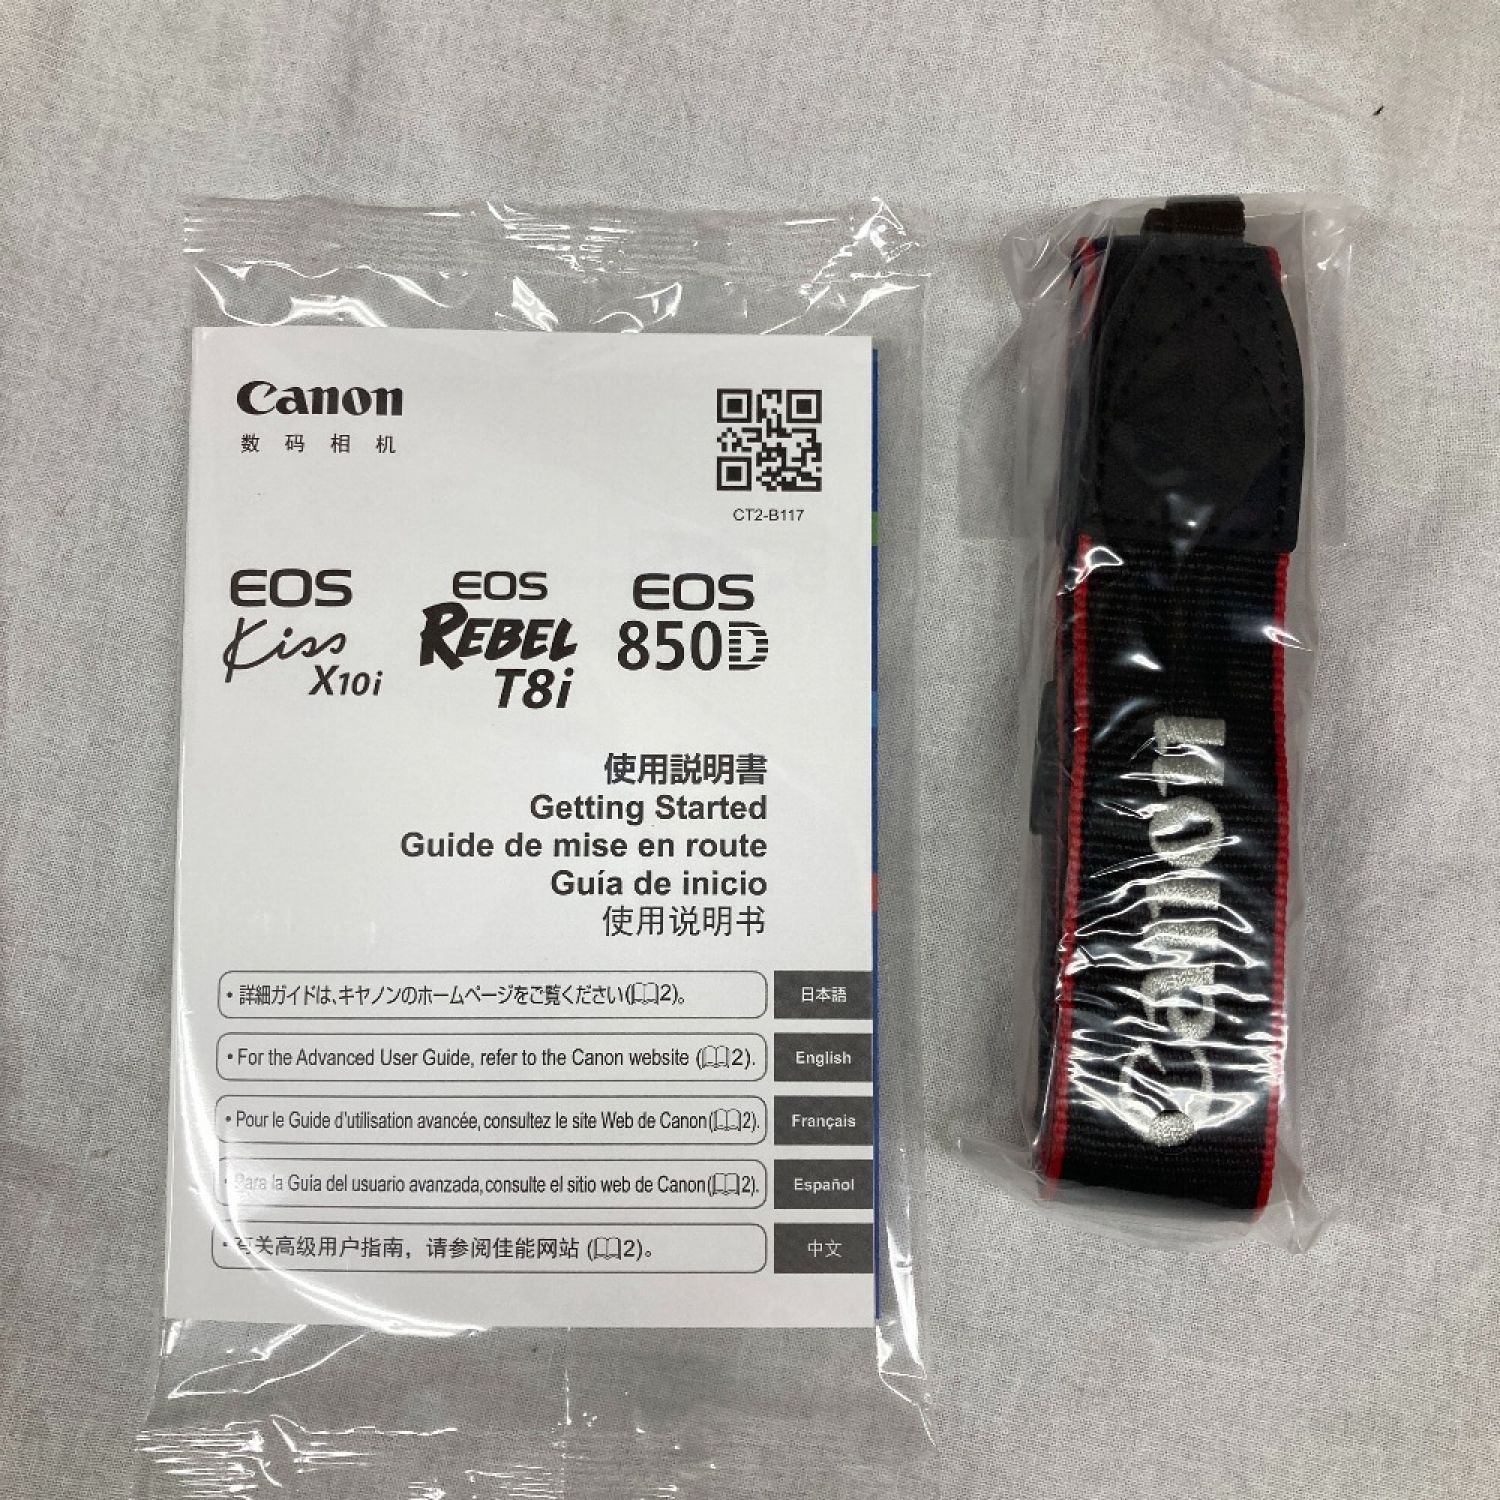 Canon
数码相机
CT2-B117
EOS Kiss X10i
EOS REBEL T8i
EOS 850D
使用説明書
Getting Started
Guide de mise en route
Guía de inicio
使用说明书
・詳細ガイドは、キヤノンのホームページをご覧ください(2)。
日本語
• For the Advanced User Guide, refer to the Canon website (2).
English
• Pour le Guide d'utilisation avancée, consultez le site Web de Canon(2).
Français
• Para la Guía del usuario avanzada, consulte el sitio web de Canon(2).
Español
• 有关高级用户指南，请参阅佳能网站 (2)。
中文
Canon